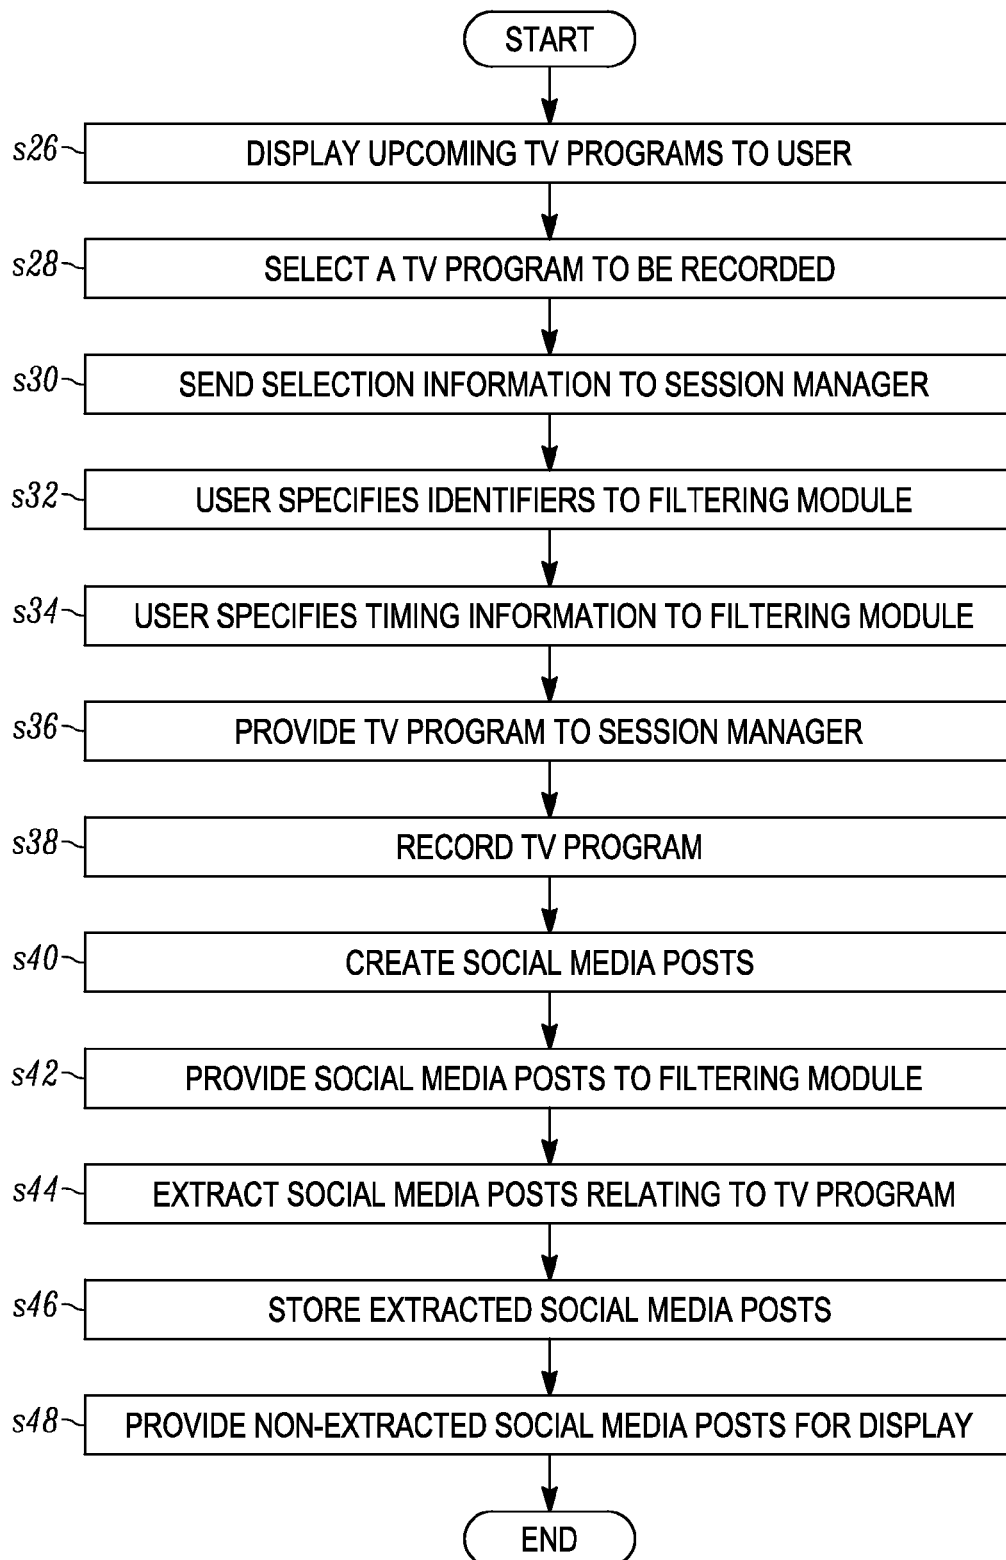 START
s26 DISPLAY UPCOMING TV PROGRAMS TO USER
s28 SELECT A TV PROGRAM TO BE RECORDED
s30 SEND SELECTION INFORMATION TO SESSION MANAGER
s32 USER SPECIFIES IDENTIFIERS TO FILTERING MODULE
s34 USER SPECIFIES TIMING INFORMATION TO FILTERING MODULE
s36 PROVIDE TV PROGRAM TO SESSION MANAGER
s38 RECORD TV PROGRAM
s40 CREATE SOCIAL MEDIA POSTS
s42 PROVIDE SOCIAL MEDIA POSTS TO FILTERING MODULE
s44 EXTRACT SOCIAL MEDIA POSTS RELATING TO TV PROGRAM
s46 STORE EXTRACTED SOCIAL MEDIA POSTS
s48 PROVIDE NON-EXTRACTED SOCIAL MEDIA POSTS FOR DISPLAY
END